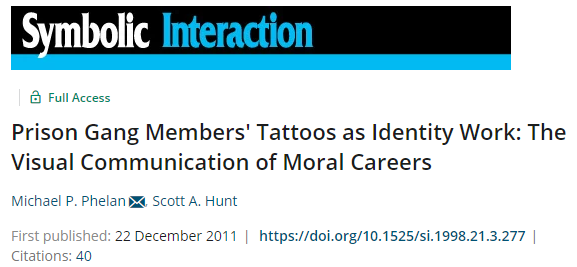 Symbolic Interaction
Full Access
Prison Gang Members' Tattoos as Identity Work: The
Visual Communication of Moral Careers
Michael P. Phelan, Scott A. Hunt
First published: 22 December 2011 | https://doi.org/10.1525/si.1998.21.3.277 |
Citations: 40